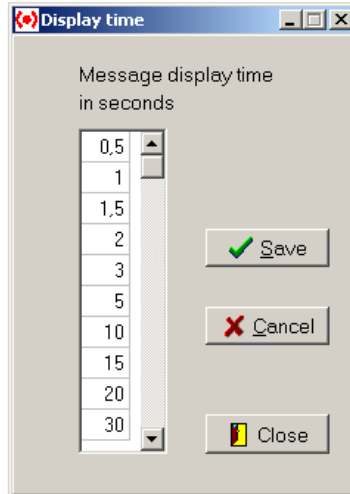 Display time
Message display time
in seconds
0,5
1
1,5
2
3
5
10
15
20
30
Save
Cancel
Close